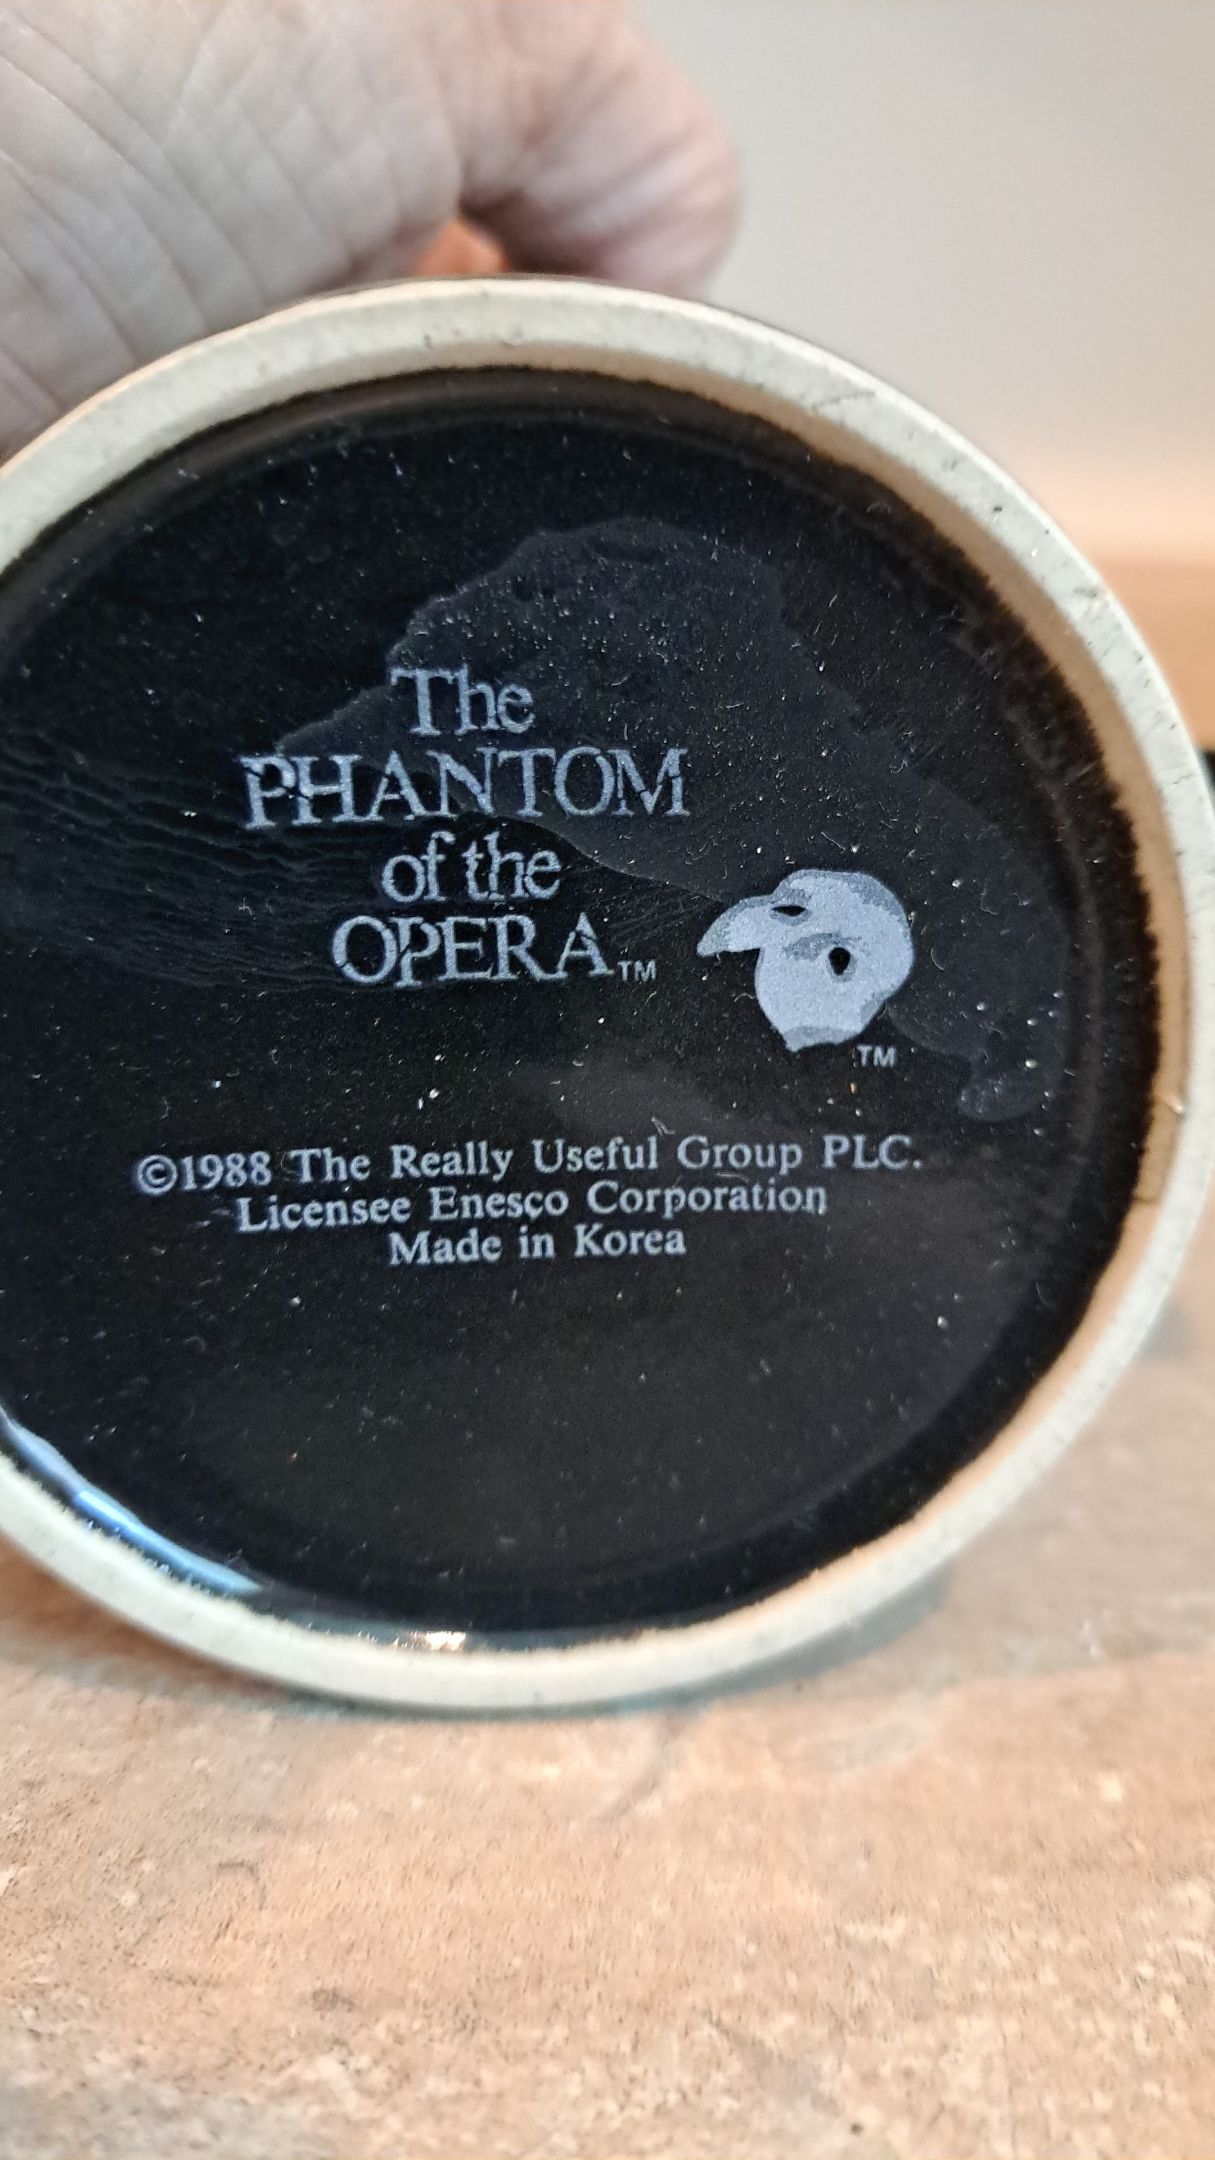 The
PHANTOM
of the
OPERA™
™
©1988 The Really Useful Group PLC.
Licensee Enesco Corporation
Made in Korea